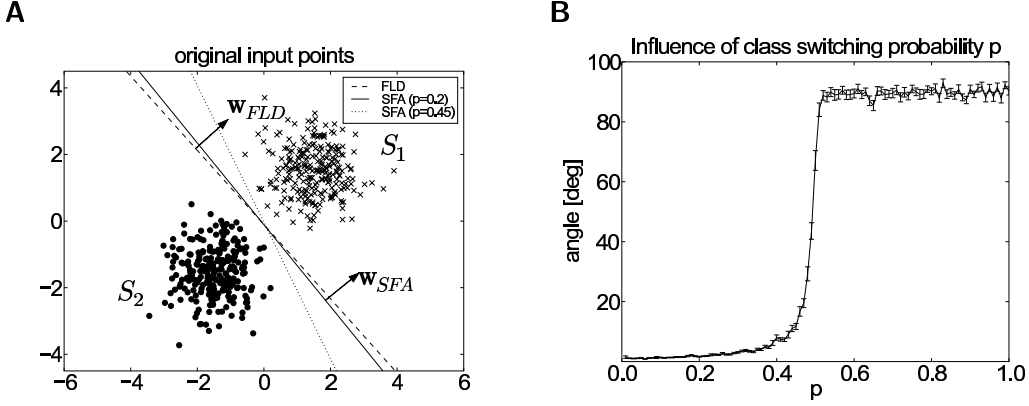 A
original input points
4
2
0
−2
−4
−6
−4
−2
0
2
4
6
FLD
SFA (p=0.2)
SFA (p=0.45)
w_FLD
S_1
S_2
w_SFA
B
Influence of class switching probability p
100
80
60
40
20
angle [deg]
0.0
0.2
0.4
0.6
0.8
1.0
p